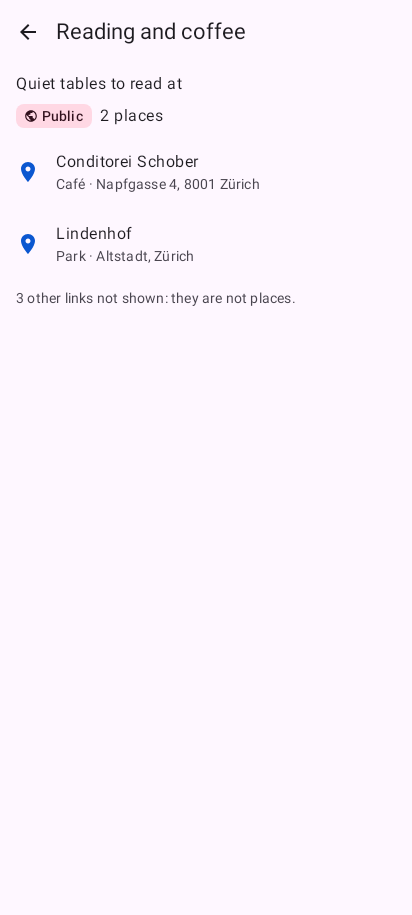 Reading and coffee
Quiet tables to read at
Public 2 places
Conditorei Schober
Café · Napfgasse 4, 8001 Zürich
Lindenhof
Park · Altstadt, Zürich
3 other links not shown: they are not places.